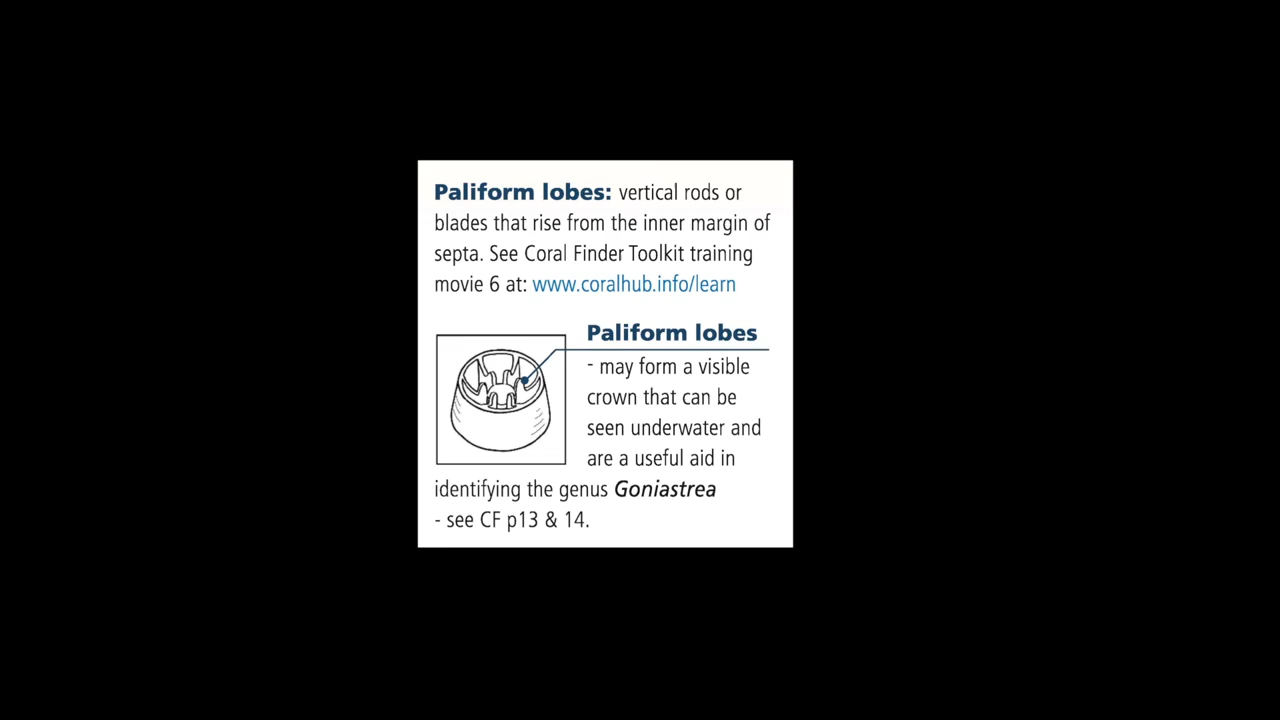 Paliform lobes: vertical rods or
blades that rise from the inner margin of
septa. See Coral Finder Toolkit training
movie 6 at: www.coralhub.info/learn
Paliform lobes
- may form a visible
crown that can be
seen underwater and
are a useful aid in
identifying the genus Goniastrea
- see CF p13 & 14.